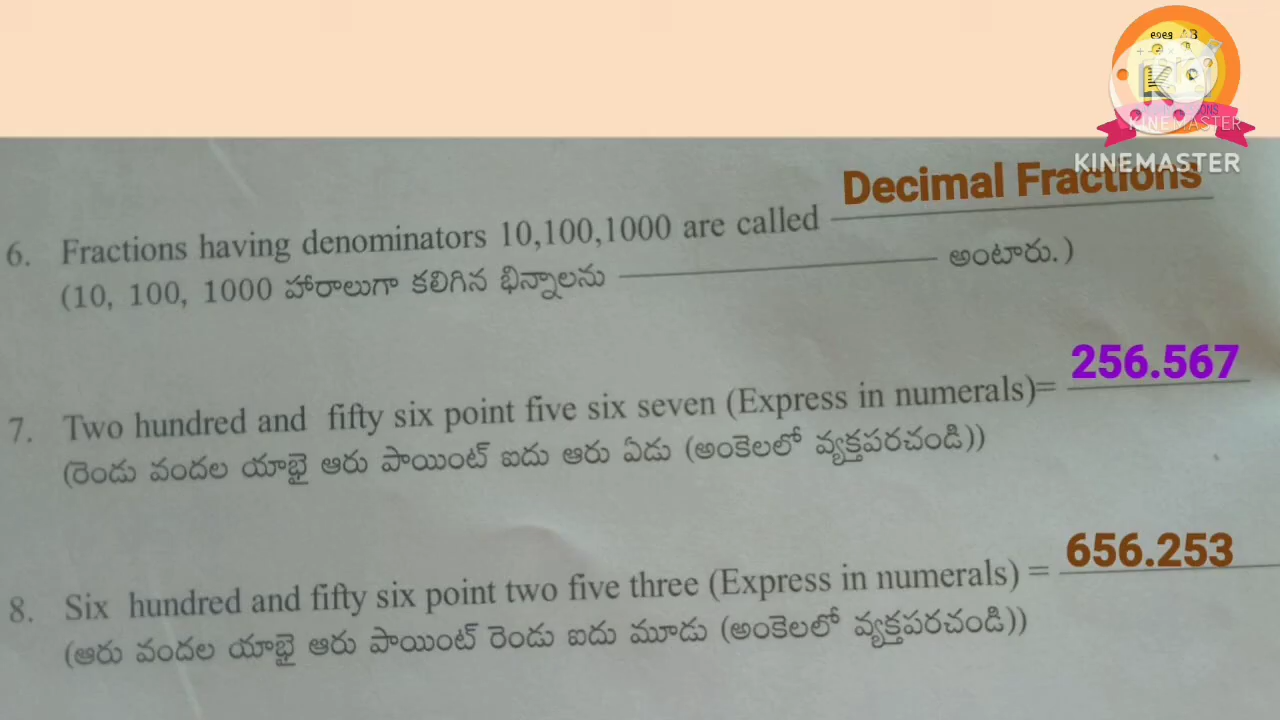 KINEMASTER
KINEMASTER
Decimal Fractions
6. Fractions having denominators 10,100,1000 are called
(10, 100, 1000 హారాలుగా కలిగిన భిన్నాలను అంటారు.)
256.567
7. Two hundred and fifty six point five six seven (Express in numerals)=
(రెండు వందల యాభై ఆరు పాయింట్ ఐదు ఆరు ఏడు (అంకెలలో వ్యక్తపరచండి))
656.253
8. Six hundred and fifty six point two five three (Express in numerals) =
(ఆరు వందల యాభై ఆరు పాయింట్ రెండు ఐదు మూడు (అంకెలలో వ్యక్తపరచండి))